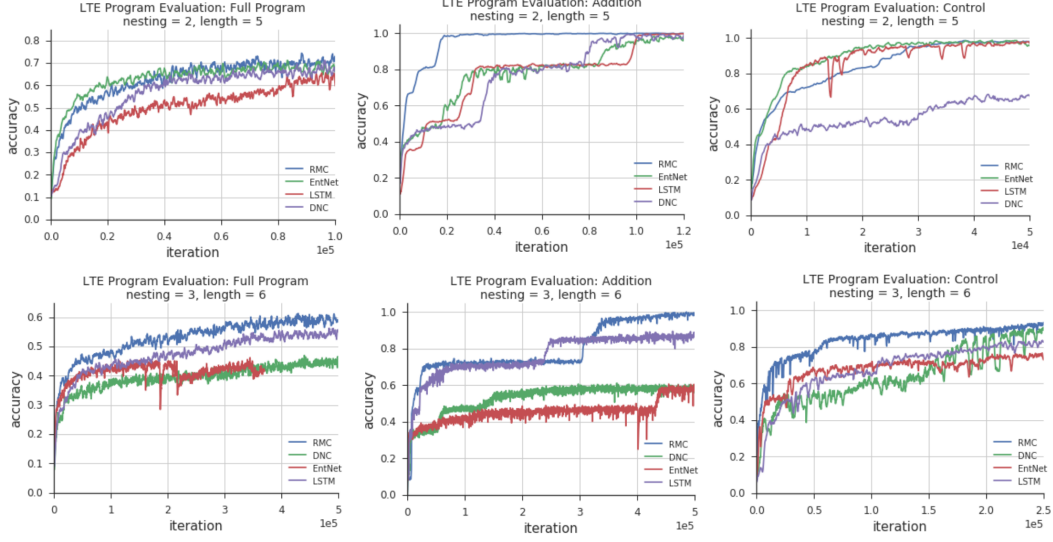 LTE Program Evaluation: Full Program
nesting = 2, length = 5
accuracy
0.8
0.7
0.6
0.5
0.4
0.3
0.2
0.1
0.0
RMC
EntNet
LSTM
DNC
0.0 0.2 0.4 0.6 0.8 1.0
1e5
iteration
LTE Program Evaluation: Addition
nesting = 2, length = 5
accuracy
1.0
0.8
0.6
0.4
0.2
0.0
RMC
EntNet
LSTM
DNC
0.0 0.2 0.4 0.6 0.8 1.0 1.2
1e5
iteration
LTE Program Evaluation: Control
nesting = 2, length = 5
accuracy
1.0
0.8
0.6
0.4
0.2
0.0
RMC
EntNet
LSTM
DNC
0 1 2 3 4 5
1e4
iteration
LTE Program Evaluation: Full Program
nesting = 3, length = 6
accuracy
0.6
0.5
0.4
0.3
0.2
0.1
0.0
RMC
DNC
EntNet
LSTM
0 1 2 3 4 5
1e5
iteration
LTE Program Evaluation: Addition
nesting = 3, length = 6
accuracy
1.0
0.8
0.6
0.4
0.2
0.0
RMC
DNC
EntNet
LSTM
0 1 2 3 4 5
1e5
iteration
LTE Program Evaluation: Control
nesting = 3, length = 6
accuracy
1.0
0.8
0.6
0.4
0.2
0.0
RMC
DNC
EntNet
LSTM
0.0 0.5 1.0 1.5 2.0 2.5
1e5
iteration